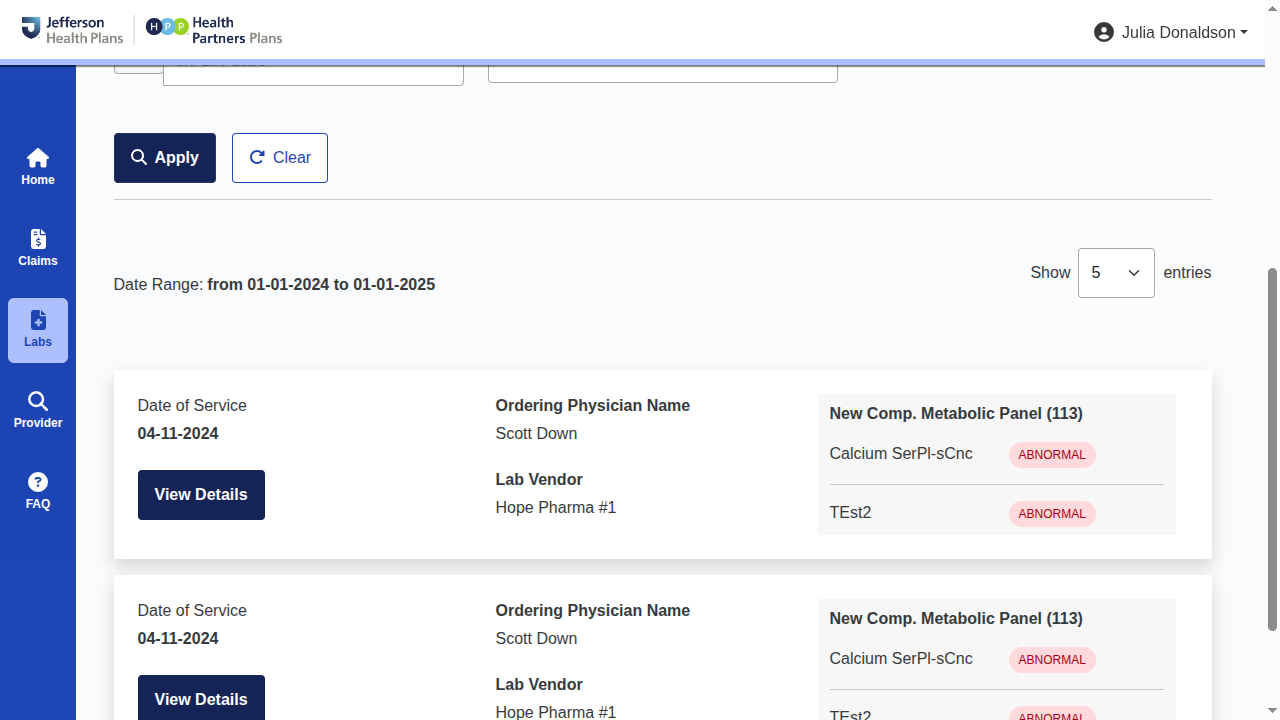 Jefferson
Health Plans
HPP
Health
Partners Plans
Julia Donaldson
Apply
Clear
Home
Claims
Labs
Provider
FAQ
Date Range: from 01-01-2024 to 01-01-2025
Show 5 entries
Date of Service
04-11-2024
View Details
Ordering Physician Name
Scott Down
Lab Vendor
Hope Pharma #1
New Comp. Metabolic Panel (113)
Calcium SerPl-sCnc ABNORMAL
TEst2 ABNORMAL
Date of Service
04-11-2024
View Details
Ordering Physician Name
Scott Down
Lab Vendor
Hope Pharma #1
New Comp. Metabolic Panel (113)
Calcium SerPl-sCnc ABNORMAL
TEst2 ABNORMAL